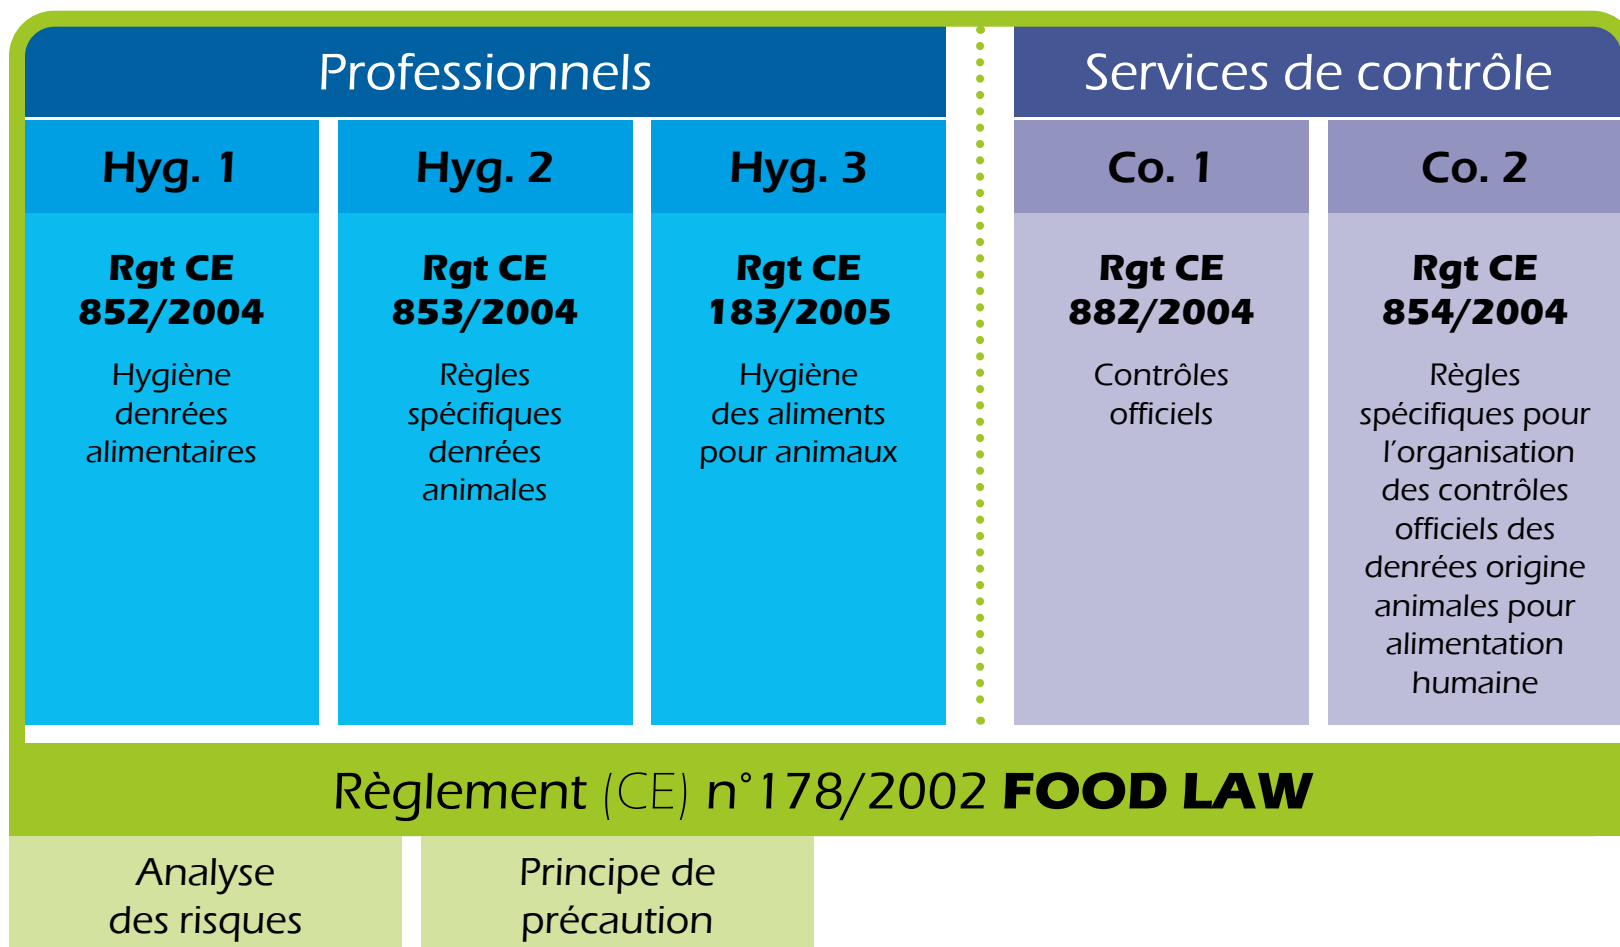 Professionnels
Services de contrôle
Hyg. 1
Rgt CE
852/2004
Hygiène
denrées
alimentaires
Hyg. 2
Rgt CE
853/2004
Règles
spécifiques
denrées
animales
Hyg. 3
Rgt CE
183/2005
Hygiène
des aliments
pour animaux
Co. 1
Rgt CE
882/2004
Contrôles
officiels
Co. 2
Rgt CE
854/2004
Règles
spécifiques pour
l'organisation
des contrôles
officiels des
denrées origine
animales pour
alimentation
humaine
Règlement (CE) n°178/2002 FOOD LAW
Analyse
des risques
Principe de
précaution